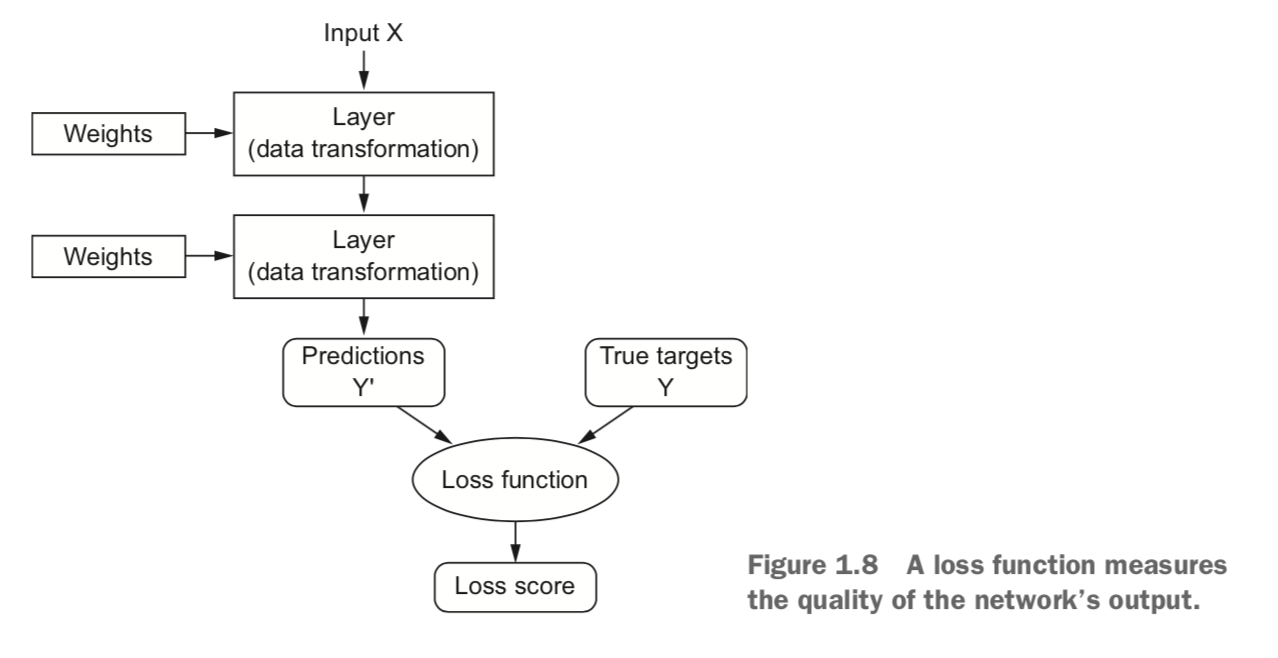 Input X
Weights
Layer
(data transformation)
Weights
Layer
(data transformation)
Predictions
Y'
True targets
Y
Loss function
Loss score
Figure 1.8 A loss function measures
the quality of the network’s output.